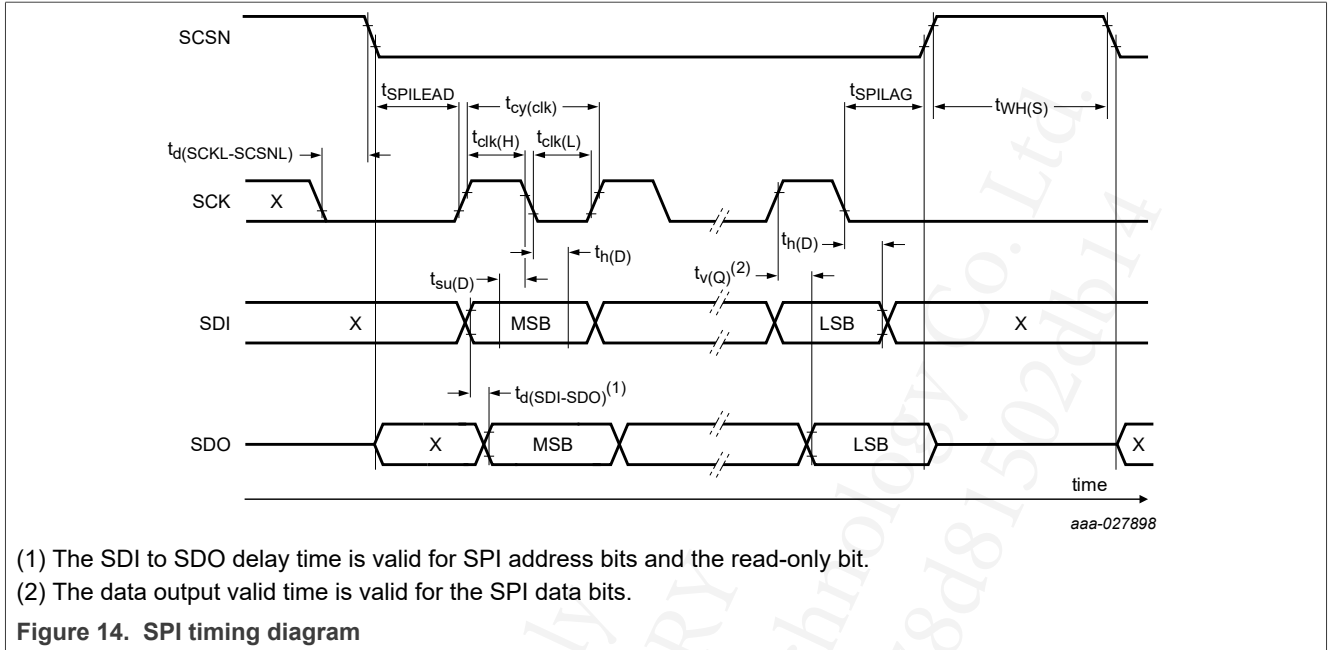 SCSN
tSPILEAD
tcy(clk)
tSPILAG
tWH(S)
tclk(H)
tclk(L)
td(SCKL-SCSNL)
SCK
X
th(D)
th(D)
tsu(D)
tv(Q)(2)
SDI
X
MSB
LSB
X
td(SDI-SDO)(1)
SDO
X
MSB
LSB
X
time
aaa-027898
(1) The SDI to SDO delay time is valid for SPI address bits and the read-only bit.
(2) The data output valid time is valid for the SPI data bits.
Figure 14. SPI timing diagram